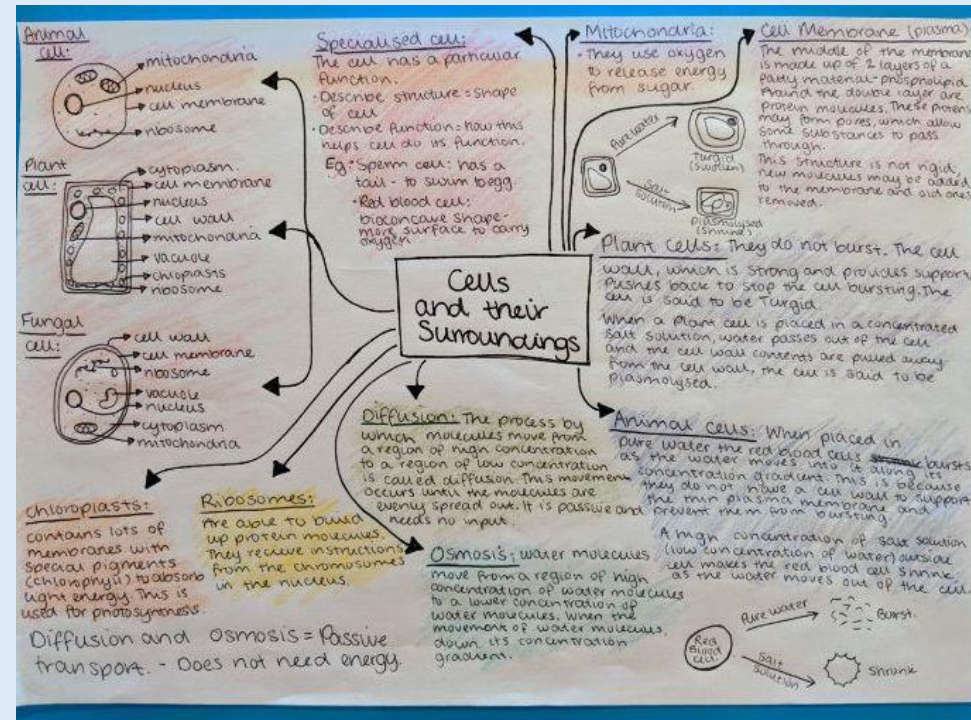 Animal
cell:
mitochondria
nucleus
cell membrane
ribosome
Plant
cell:
cytoplasm
cell membrane
nucleus
cell wall
mitochondria
vacuole
chloroplasts
ribosome
Fungal
cell:
cell wall
cell membrane
ribosome
vacuole
nucleus
cytoplasm
mitochondria
Specialised cell:
The cell has a particular
function.
· Describe structure = shape
of cell
· Describe function = how this
helps cell do its function.
Eg: · Sperm cell: has a
tail - to swim to egg.
· Red blood cell:
bioconcave shape -
more surface to carry
oxygen
Mitochondria:
· They use oxygen
to release energy
from sugar.
Pure water
Turgid
(swollen)
Salt
solution
Plasmolysed
(shrunk)
Cell Membrane (plasma)
The middle of the membrane
is made up of 2 layers of a
fatty material - phospholipid.
Around the double layer are
protein molecules. These protein
may form pores, which allow
some substances to pass
through.
This structure is not rigid,
new molecules may be added
to the membrane and old ones
removed.
Cells
and their
Surroundings
Plant Cells: They do not burst. The cell
wall, which is strong and provides support,
Pushes back to stop the cell bursting. The
cell is said to be Turgid.
When a plant cell is placed in a concentrated
salt solution, water passes out of the cell
and the cell wall contents are pulled away
from the cell wall, the cell is said to be
plasmolysed.
Diffusion: The process by
which molecules move from
a region of high concentration
to a region of low concentration
is called diffusion. This movement
occurs until the molecules are
evenly spread out. It is passive and
needs no input.
Animal Cells: When placed in
pure water the red blood cells bursts
as the water moves into it along its
concentration gradient. This is because
they do not have a cell wall to support
the thin plasma membrane and
prevent them from bursting
A high concentration of salt solution
(low concentration of water) outside
cell makes the red blood cell shrink
as the water moves out of the cell.
Pure water
Burst.
Red
Blood
cell.
Salt
solution
Shrunk
Chloroplasts:
contains lots of
membranes with
special pigments
(chlorophyll) to absorb
light energy. This is
used for photosynthesis.
Ribosomes:
Are able to build
up protein molecules.
They recieve instructions
from the chromosomes
in the nucleus.
Osmosis: water molecules
move from a region of high
concentration of water molecules
to a lower concentration of
water molecules. When the
movement of water molecules,
down its concentration
gradient.
Diffusion and Osmosis = Passive
transport. - Does not need energy.